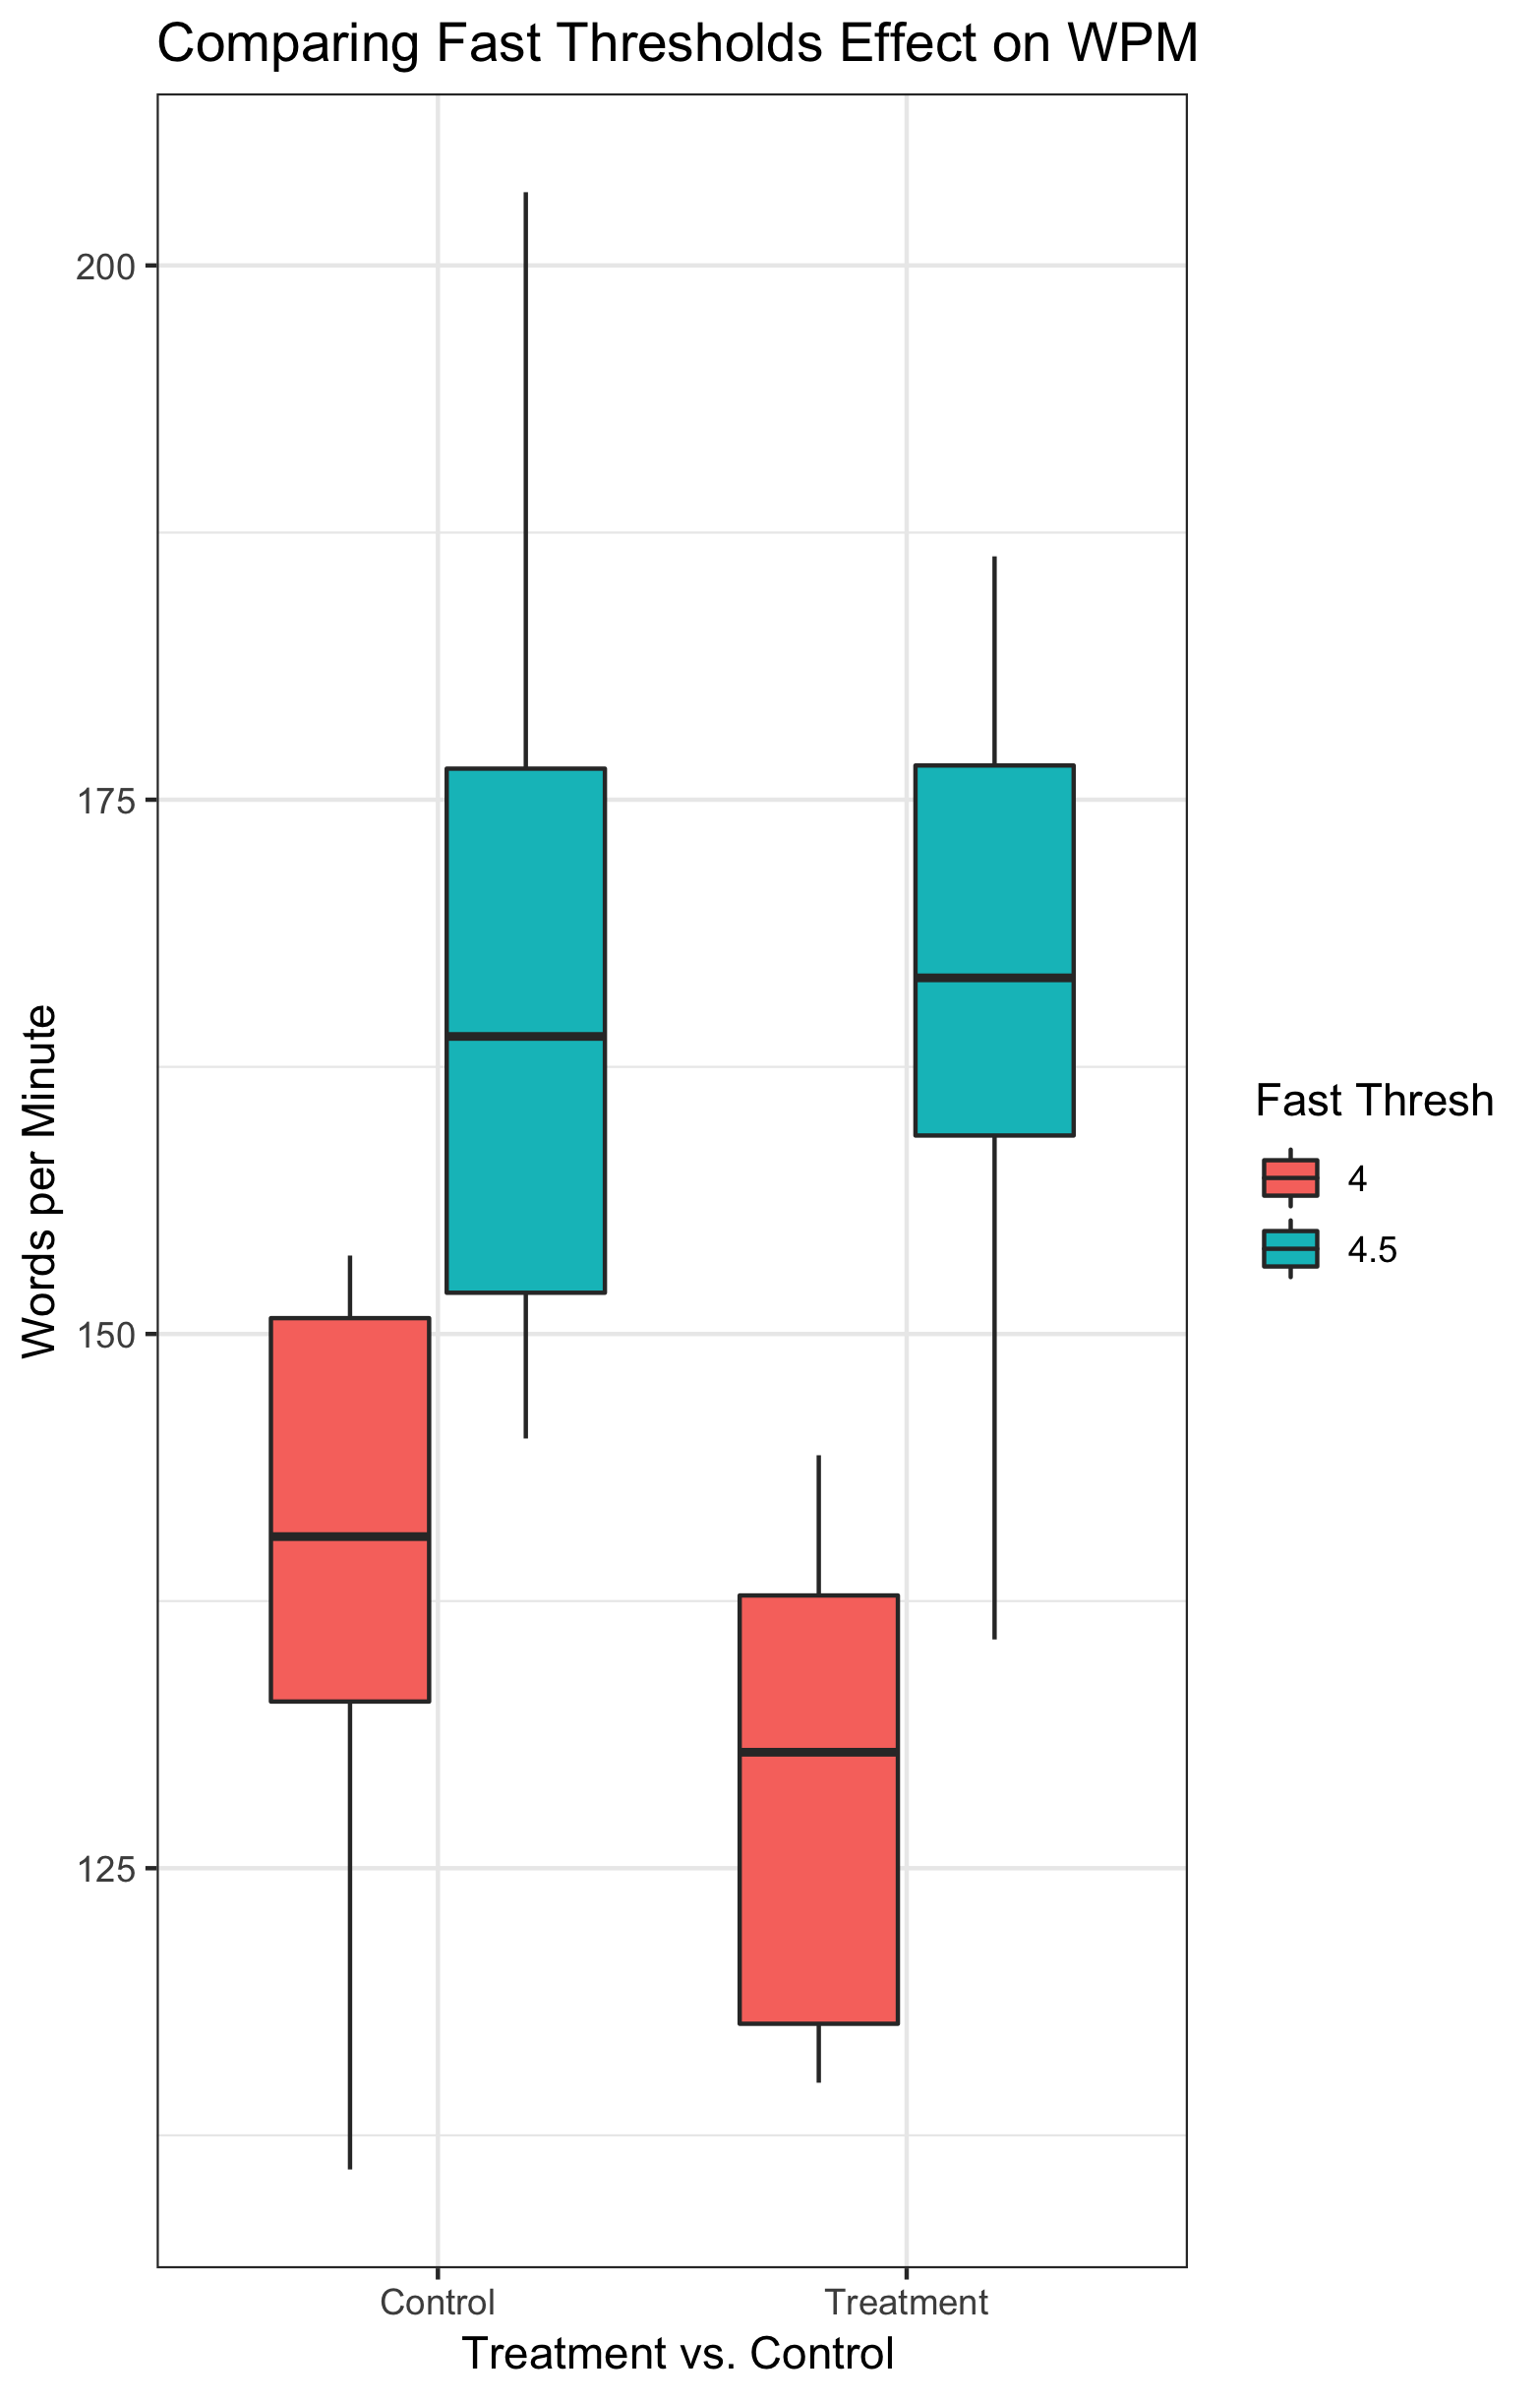 Comparing Fast Thresholds Effect on WPM
Words per Minute
200
175
150
125
Control
Treatment
Treatment vs. Control
Fast Thresh
4
4.5